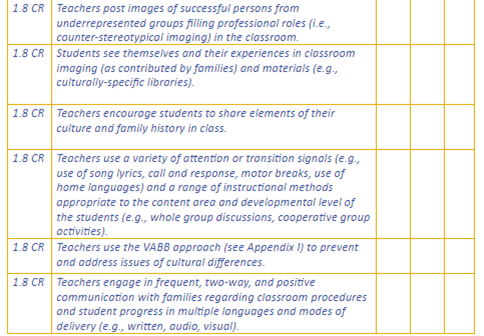 1.8 CR Teachers post images of successful persons from
underrepresented groups filling professional roles (i.e.,
counter-stereotypical imaging) in the classroom.
1.8 CR Students see themselves and their experiences in classroom
imaging (as contributed by families) and materials (e.g.,
culturally-specific libraries).
1.8 CR Teachers encourage students to share elements of their
culture and family history in class.
1.8 CR Teachers use a variety of attention or transition signals (e.g.,
use of song lyrics, call and response, motor breaks, use of
home languages) and a range of instructional methods
appropriate to the content area and developmental level of
the students (e.g., whole group discussions, cooperative group
activities).
1.8 CR Teachers use the VABB approach (see Appendix I) to prevent
and address issues of cultural differences.
1.8 CR Teachers engage in frequent, two-way, and positive
communication with families regarding classroom procedures
and student progress in multiple languages and modes of
delivery (e.g., written, audio, visual).